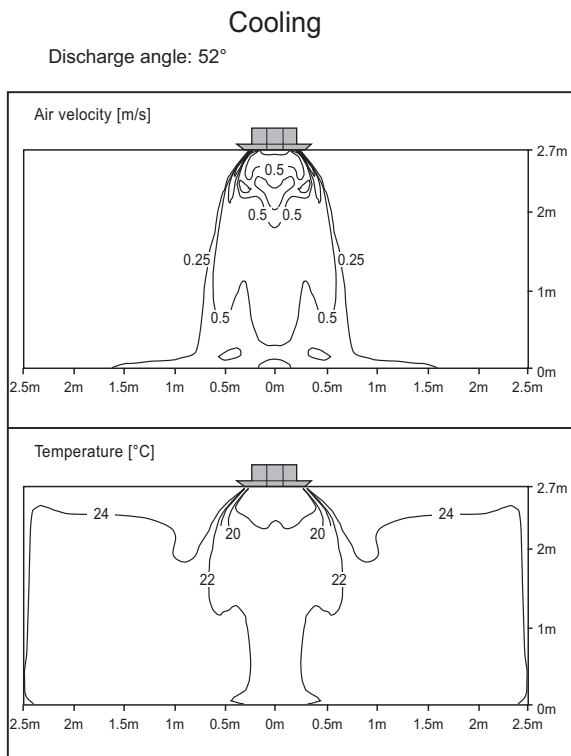 Cooling
Discharge angle: 52°
Air velocity [m/s]
2.7m
0.5
2m
0.5 0.5
0.25 0.25
1m
0.5 0.5
0m
2.5m 2m 1.5m 1m 0.5m 0m 0.5m 1m 1.5m 2m 2.5m
Temperature [°C]
2.7m
24 24
20 20
2m
22 22
1m
0m
2.5m 2m 1.5m 1m 0.5m 0m 0.5m 1m 1.5m 2m 2.5m